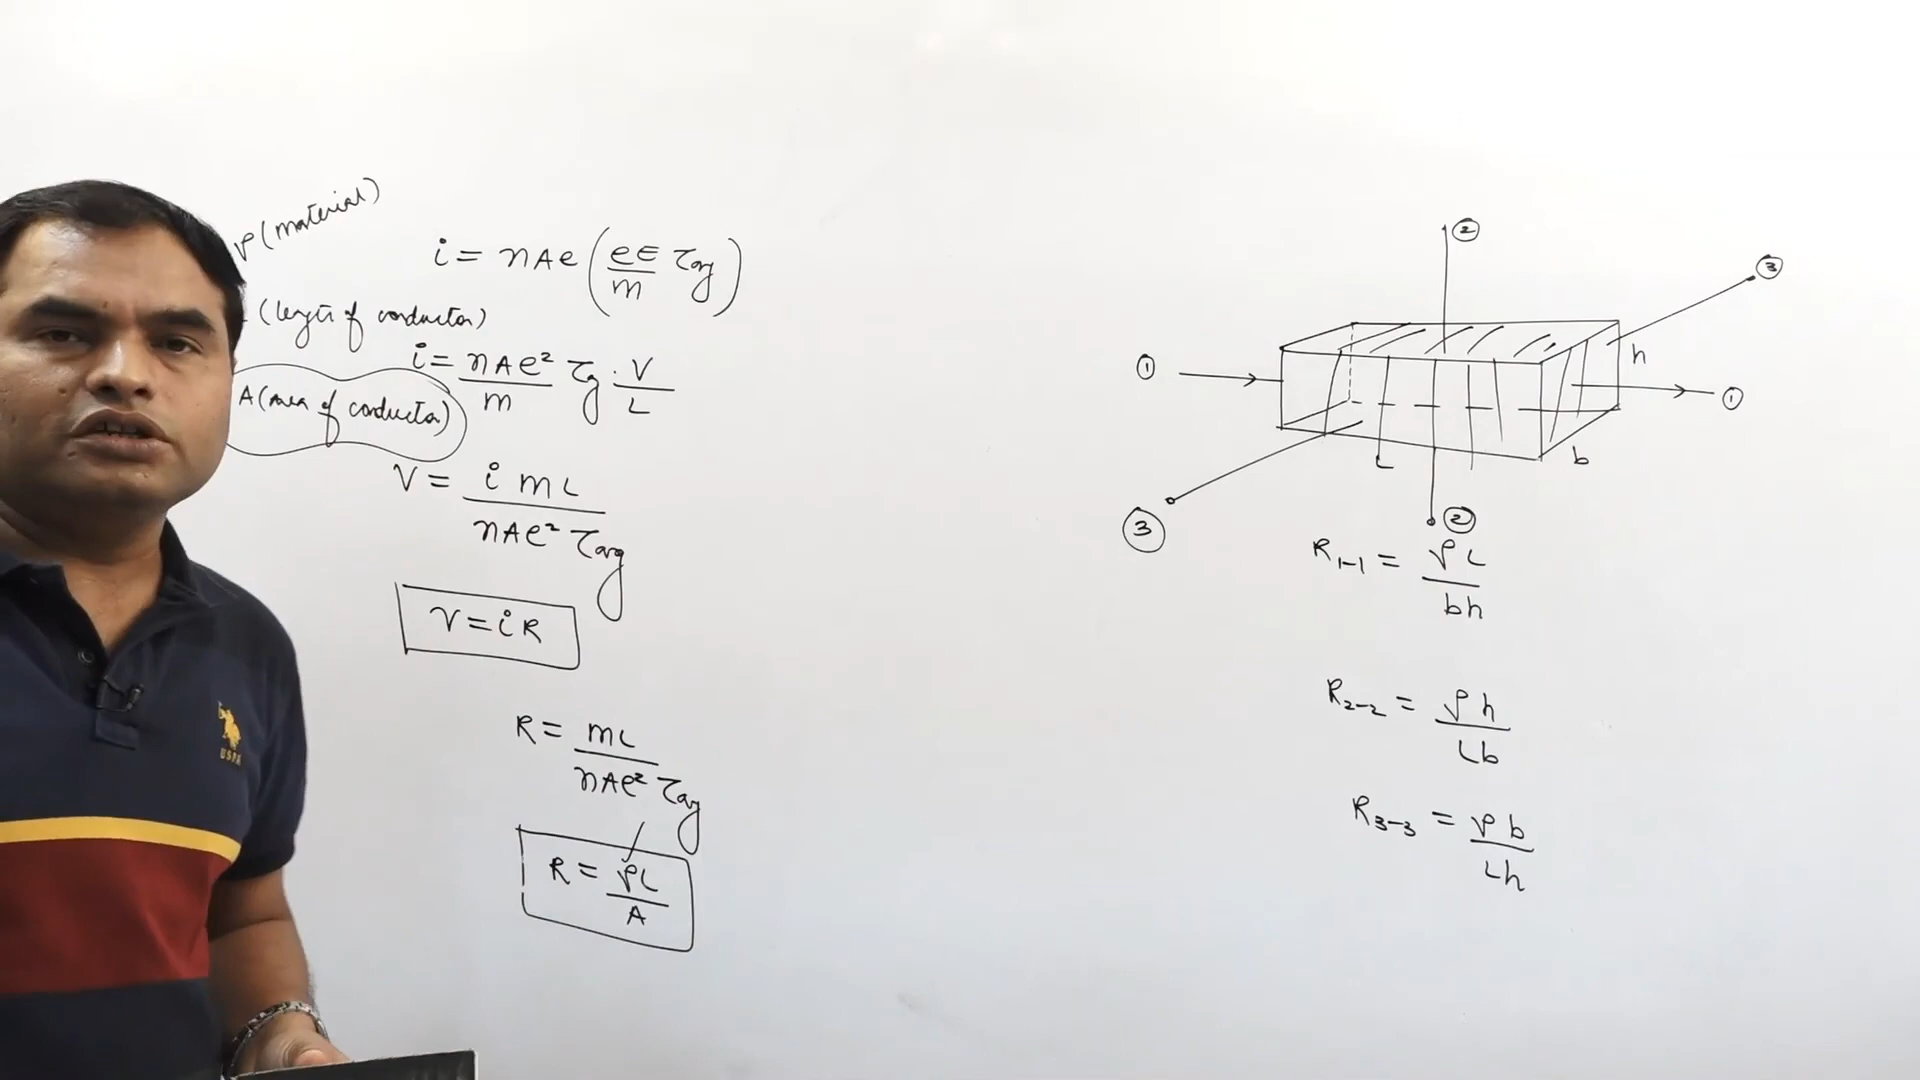 ρ (material)
(length of conductor)
A (area of conductor)
i = nAe (eE/m τavg)
i = nAe²/m τavg · V/L
V = i m L / nAe² τavg
V = iR
R = mL / nAe² τavg
R = ρL / A
USPA
②
③
①
h
①
b
L
③
②
R₁₋₁ = ρL / bh
R₂₋₂ = ρh / Lb
R₃₋₃ = ρb / Lh